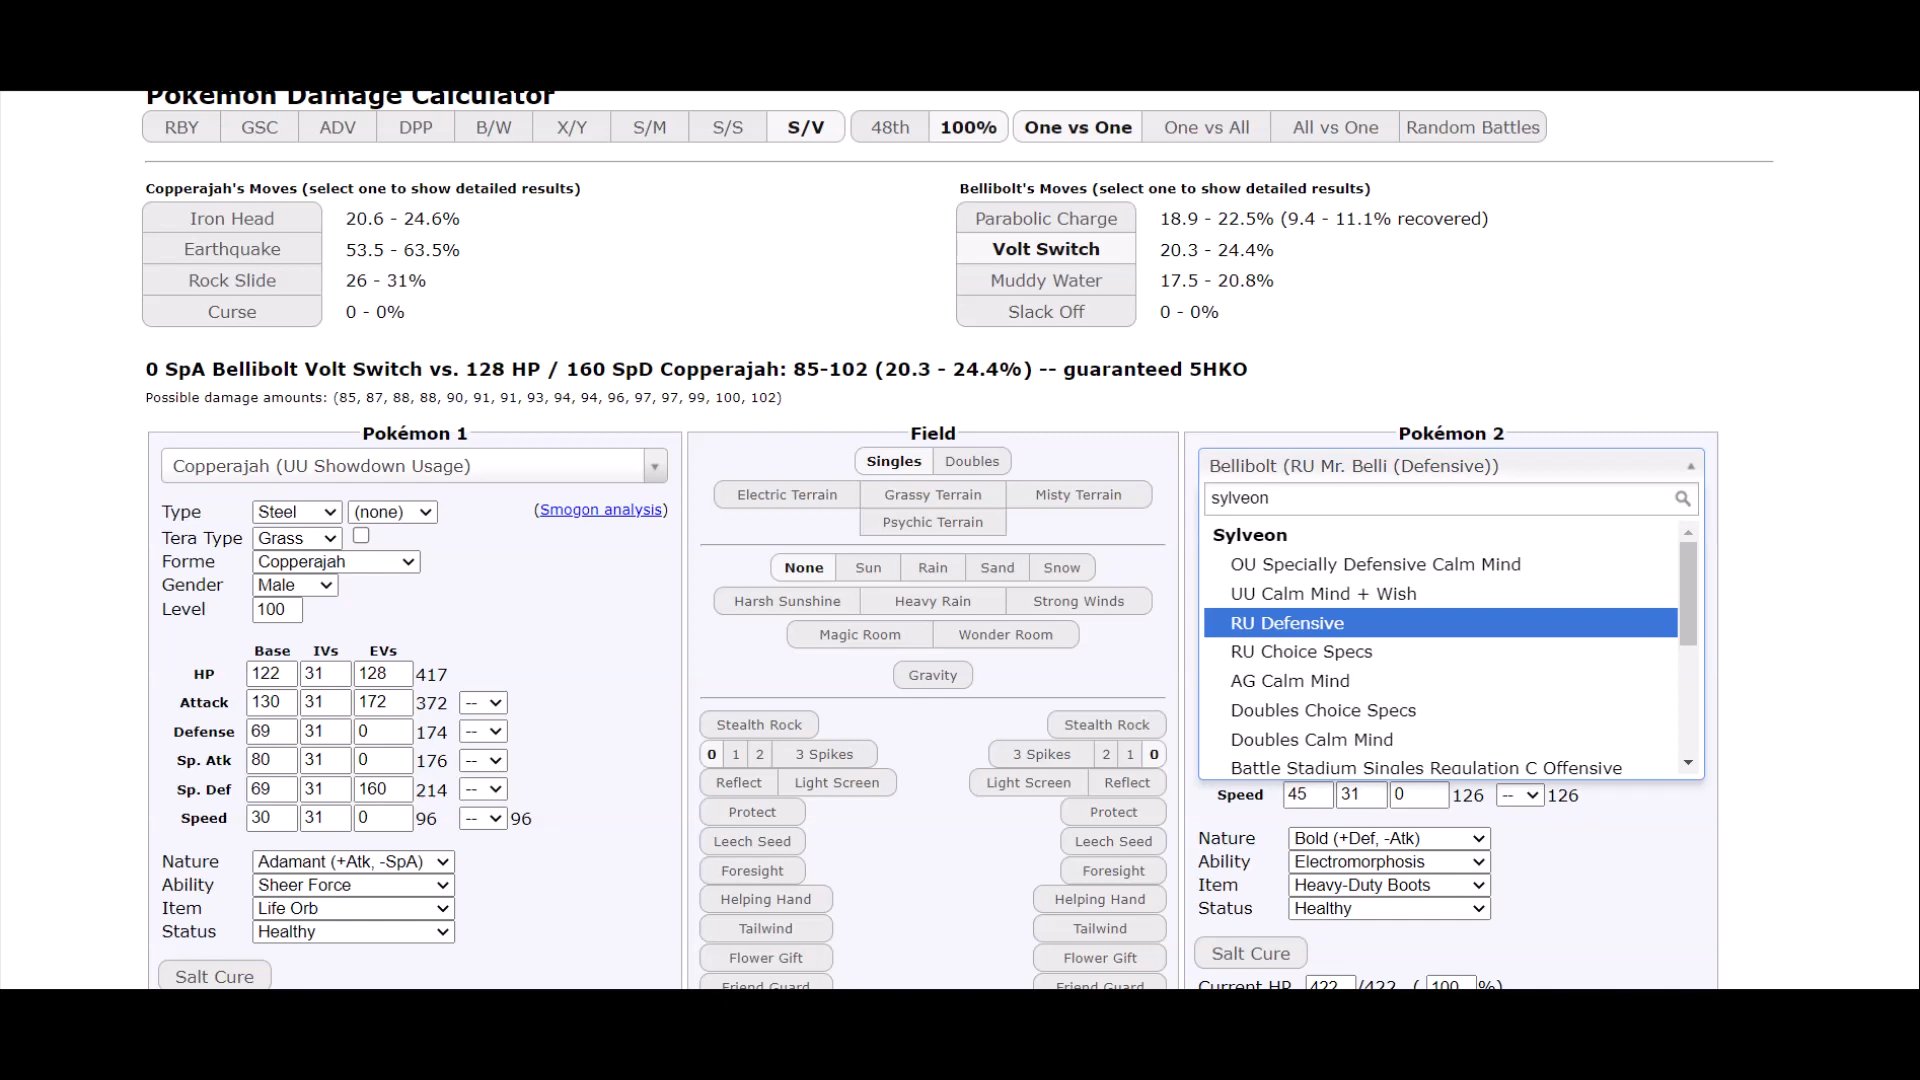 Pokémon Damage Calculator
RBY GSC ADV DPP B/W X/Y S/M S/S S/V 48th 100% One vs One One vs All All vs One Random Battles
Copperajah's Moves (select one to show detailed results)
Iron Head 20.6 - 24.6%
Earthquake 53.5 - 63.5%
Rock Slide 26 - 31%
Curse 0 - 0%
Bellibolt's Moves (select one to show detailed results)
Parabolic Charge 18.9 - 22.5% (9.4 - 11.1% recovered)
Volt Switch 20.3 - 24.4%
Muddy Water 17.5 - 20.8%
Slack Off 0 - 0%
0 SpA Bellibolt Volt Switch vs. 128 HP / 160 SpD Copperajah: 85-102 (20.3 - 24.4%) -- guaranteed 5HKO
Possible damage amounts: (85, 87, 88, 88, 90, 91, 91, 93, 94, 94, 96, 97, 97, 99, 100, 102)
Pokémon 1
Copperajah (UU Showdown Usage)
Type Steel (none) (Smogon analysis)
Tera Type Grass
Forme Copperajah
Gender Male
Level 100
Base IVs EVs
HP 122 31 128 417
Attack 130 31 172 372 --
Defense 69 31 0 174 --
Sp. Atk 80 31 0 176 --
Sp. Def 69 31 160 214 --
Speed 30 31 0 96 -- 96
Nature Adamant (+Atk, -SpA)
Ability Sheer Force
Item Life Orb
Status Healthy
Salt Cure
Field
Singles Doubles
Electric Terrain Grassy Terrain Misty Terrain
Psychic Terrain
None Sun Rain Sand Snow
Harsh Sunshine Heavy Rain Strong Winds
Magic Room Wonder Room
Gravity
Stealth Rock Stealth Rock
0 1 2 3 Spikes 3 Spikes 2 1 0
Reflect Light Screen Light Screen Reflect
Protect Protect
Leech Seed Leech Seed
Foresight Foresight
Helping Hand Helping Hand
Tailwind Tailwind
Flower Gift Flower Gift
Friend Guard Friend Guard
Pokémon 2
Bellibolt (RU Mr. Belli (Defensive))
sylveon
Sylveon
OU Specially Defensive Calm Mind
UU Calm Mind + Wish
RU Defensive
RU Choice Specs
AG Calm Mind
Doubles Choice Specs
Doubles Calm Mind
Battle Stadium Singles Regulation C Offensive
Speed 45 31 0 126 -- 126
Nature Bold (+Def, -Atk)
Ability Electromorphosis
Item Heavy-Duty Boots
Status Healthy
Salt Cure
Current HP 422 /422 ( 100 %)